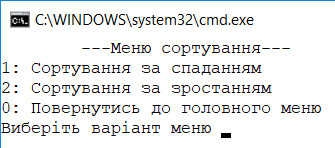 C:\WINDOWS\system32\cmd.exe
---Меню сортування---
1: Сортування за спаданням
2: Сортування за зростанням
0: Повернутись до головного меню
Виберіть варіант меню